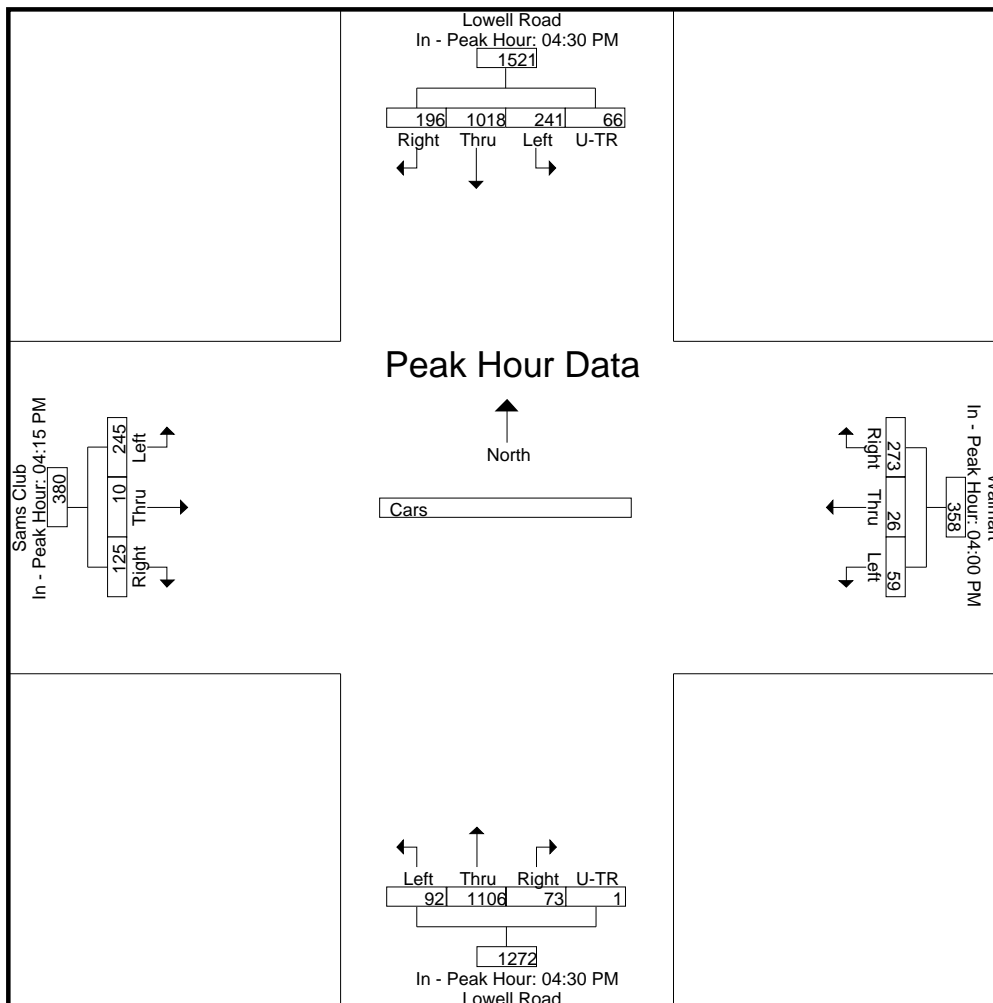 Lowell Road
In - Peak Hour: 04:30 PM
1521
196 1018 241 66
Right Thru Left U-TR
Peak Hour Data
North
Cars
Sams Club
In - Peak Hour: 04:15 PM
380
245 10 125
Left Thru Right
Walmart
In - Peak Hour: 04:00 PM
358
273 26 59
Right Thru Left
Left Thru Right U-TR
92 1106 73 1
1272
In - Peak Hour: 04:30 PM
Lowell Road